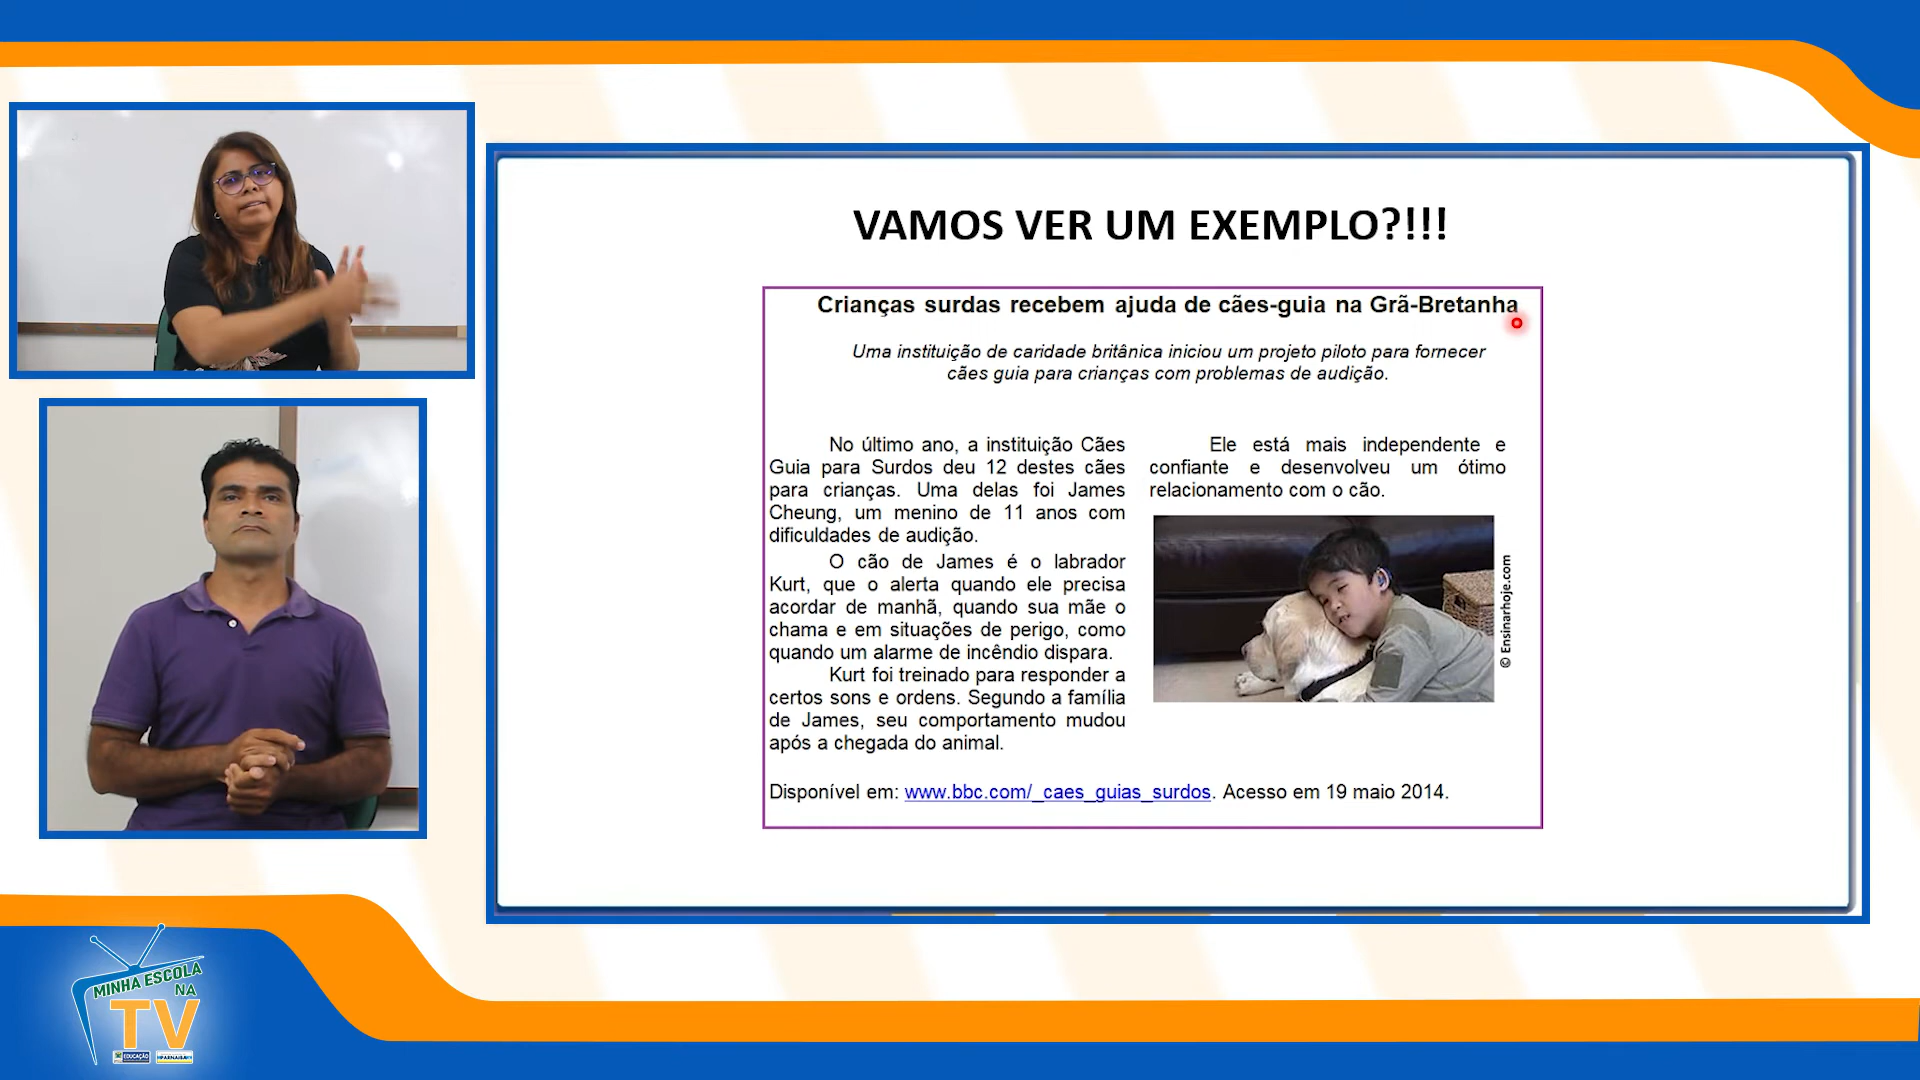 VAMOS VER UM EXEMPLO?!!!
Crianças surdas recebem ajuda de cães-guia na Grã-Bretanha
Uma instituição de caridade britânica iniciou um projeto piloto para fornecer
cães guia para crianças com problemas de audição.
No último ano, a instituição Cães
Guia para Surdos deu 12 destes cães
para crianças. Uma delas foi James
Cheung, um menino de 11 anos com
dificuldades de audição.
O cão de James é o labrador
Kurt, que o alerta quando ele precisa
acordar de manhã, quando sua mãe o
chama e em situações de perigo, como
quando um alarme de incêndio dispara.
Kurt foi treinado para responder a
certos sons e ordens. Segundo a família
de James, seu comportamento mudou
após a chegada do animal.
Ele está mais independente e
confiante e desenvolveu um ótimo
relacionamento com o cão.
© Ensinarhoje.com
Disponível em: www.bbc.com/_caes_guias_surdos. Acesso em 19 maio 2014.
MINHA ESCOLA
NA
TV
EDUCAÇÃO
PARNAÍBA